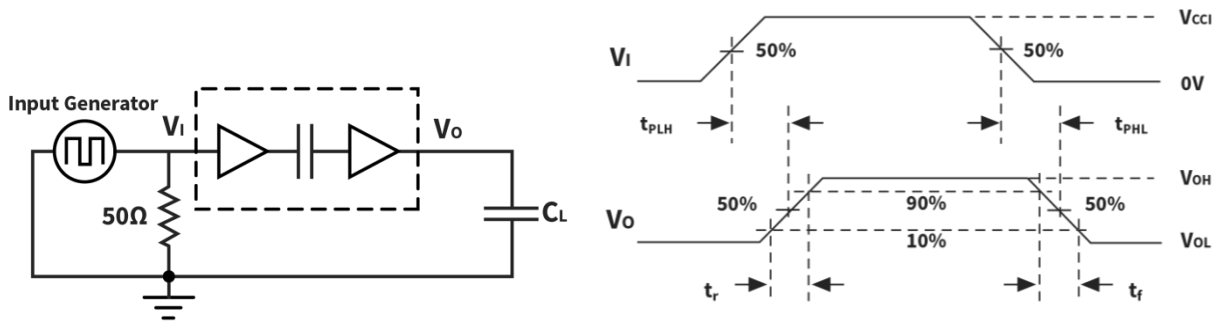 Input Generator
VI
VO
50Ω
CL
VI
50%
50%
VCCI
0V
tPLH
tPHL
VO
50%
90%
50%
10%
VOH
VOL
tr
tf